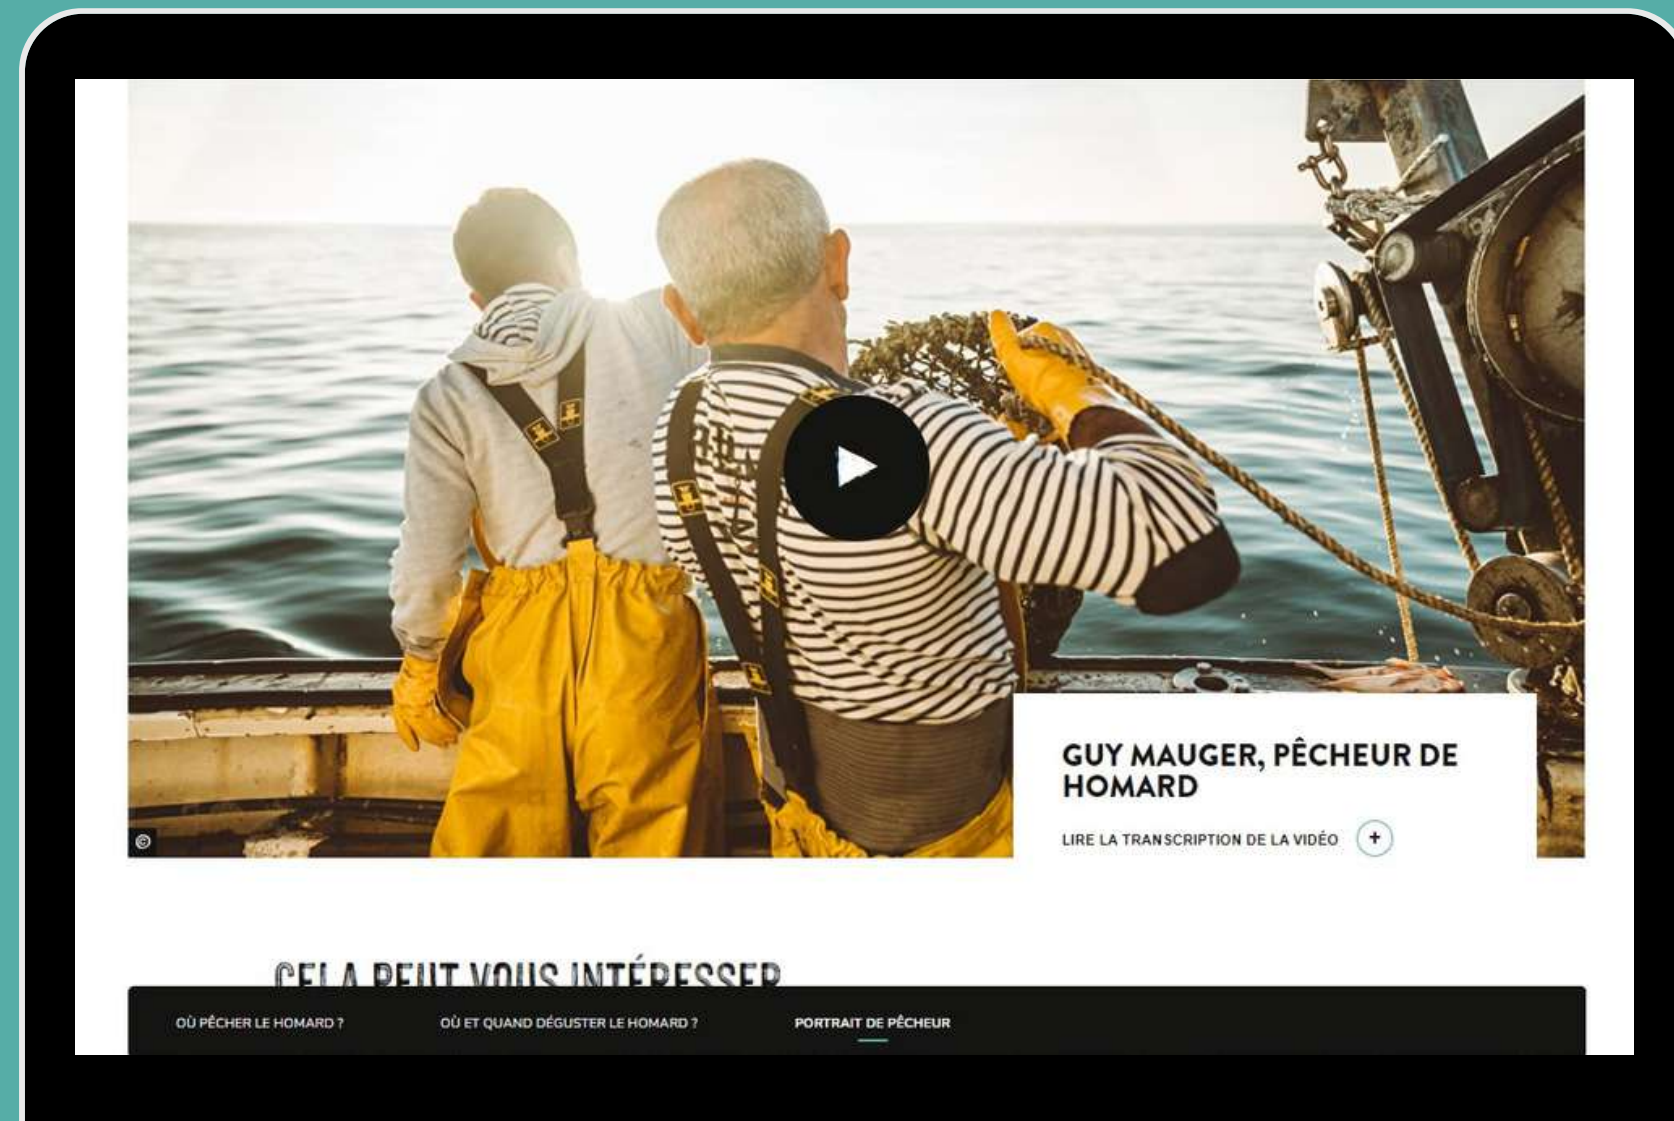 GUY MAUGER, PÊCHEUR DE
HOMARD
LIRE LA TRANSCRIPTION DE LA VIDÉO +
©
CELA PEUT VOUS INTÉRESSER
OÙ PÊCHER LE HOMARD ?
OÙ ET QUAND DÉGUSTER LE HOMARD ?
PORTRAIT DE PÊCHEUR